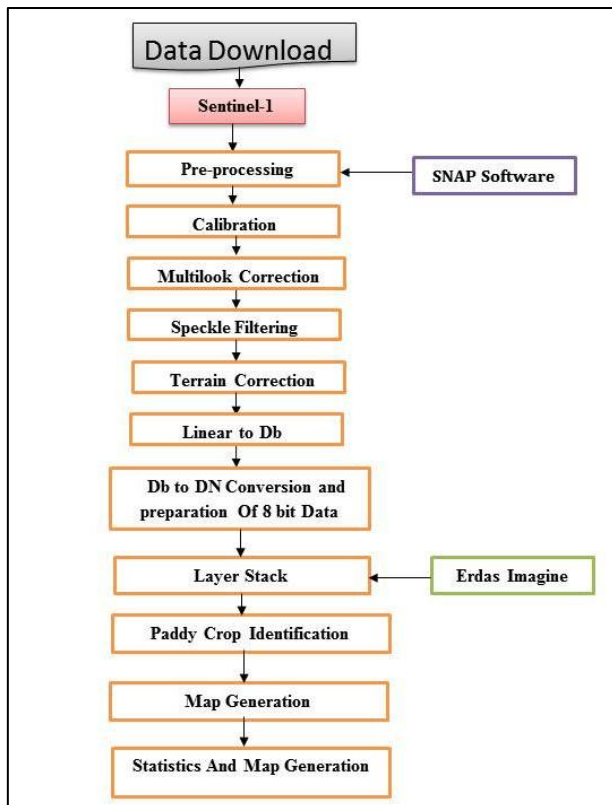 Data Download
Sentinel-1
Pre-processing
SNAP Software
Calibration
Multilook Correction
Speckle Filtering
Terrain Correction
Linear to Db
Db to DN Conversion and
preparation Of 8 bit Data
Layer Stack
Erdas Imagine
Paddy Crop Identification
Map Generation
Statistics And Map Generation